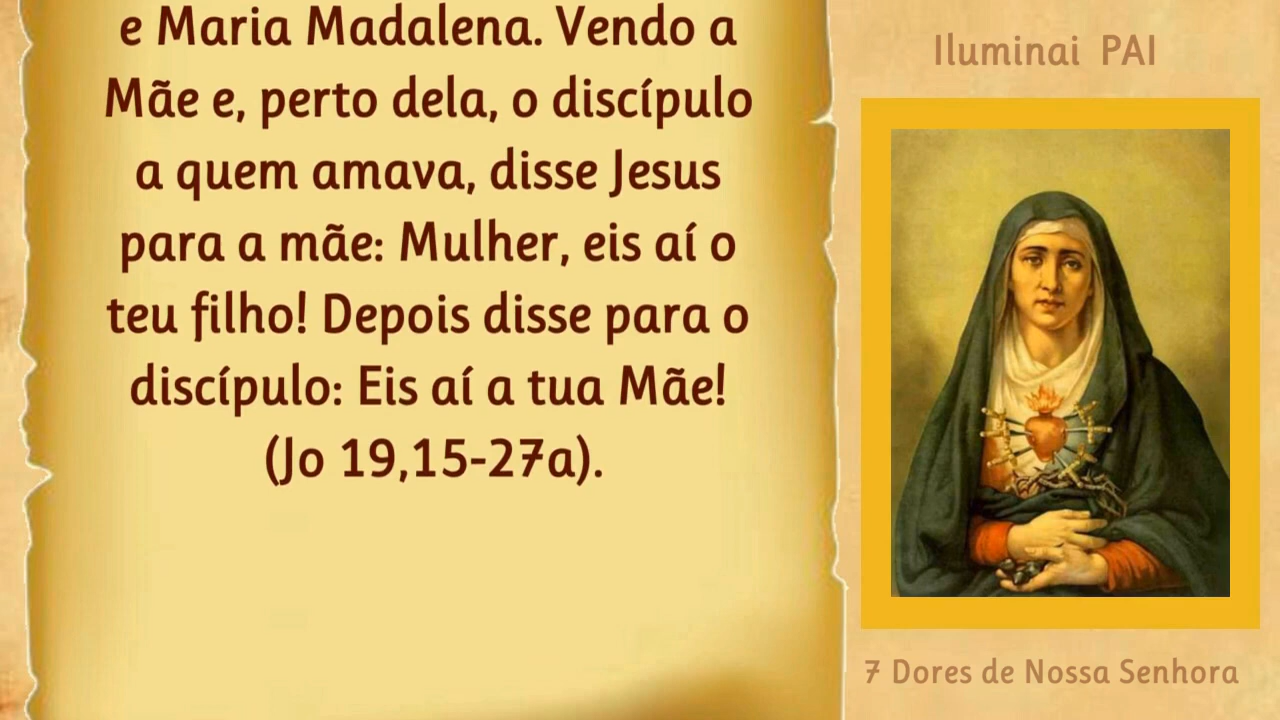 e Maria Madalena. Vendo a
Mãe e, perto dela, o discípulo
a quem amava, disse Jesus
para a mãe: Mulher, eis aí o
teu filho! Depois disse para o
discípulo: Eis aí a tua Mãe!
(Jo 19,15-27a).
Iluminai PAI
7 Dores de Nossa Senhora